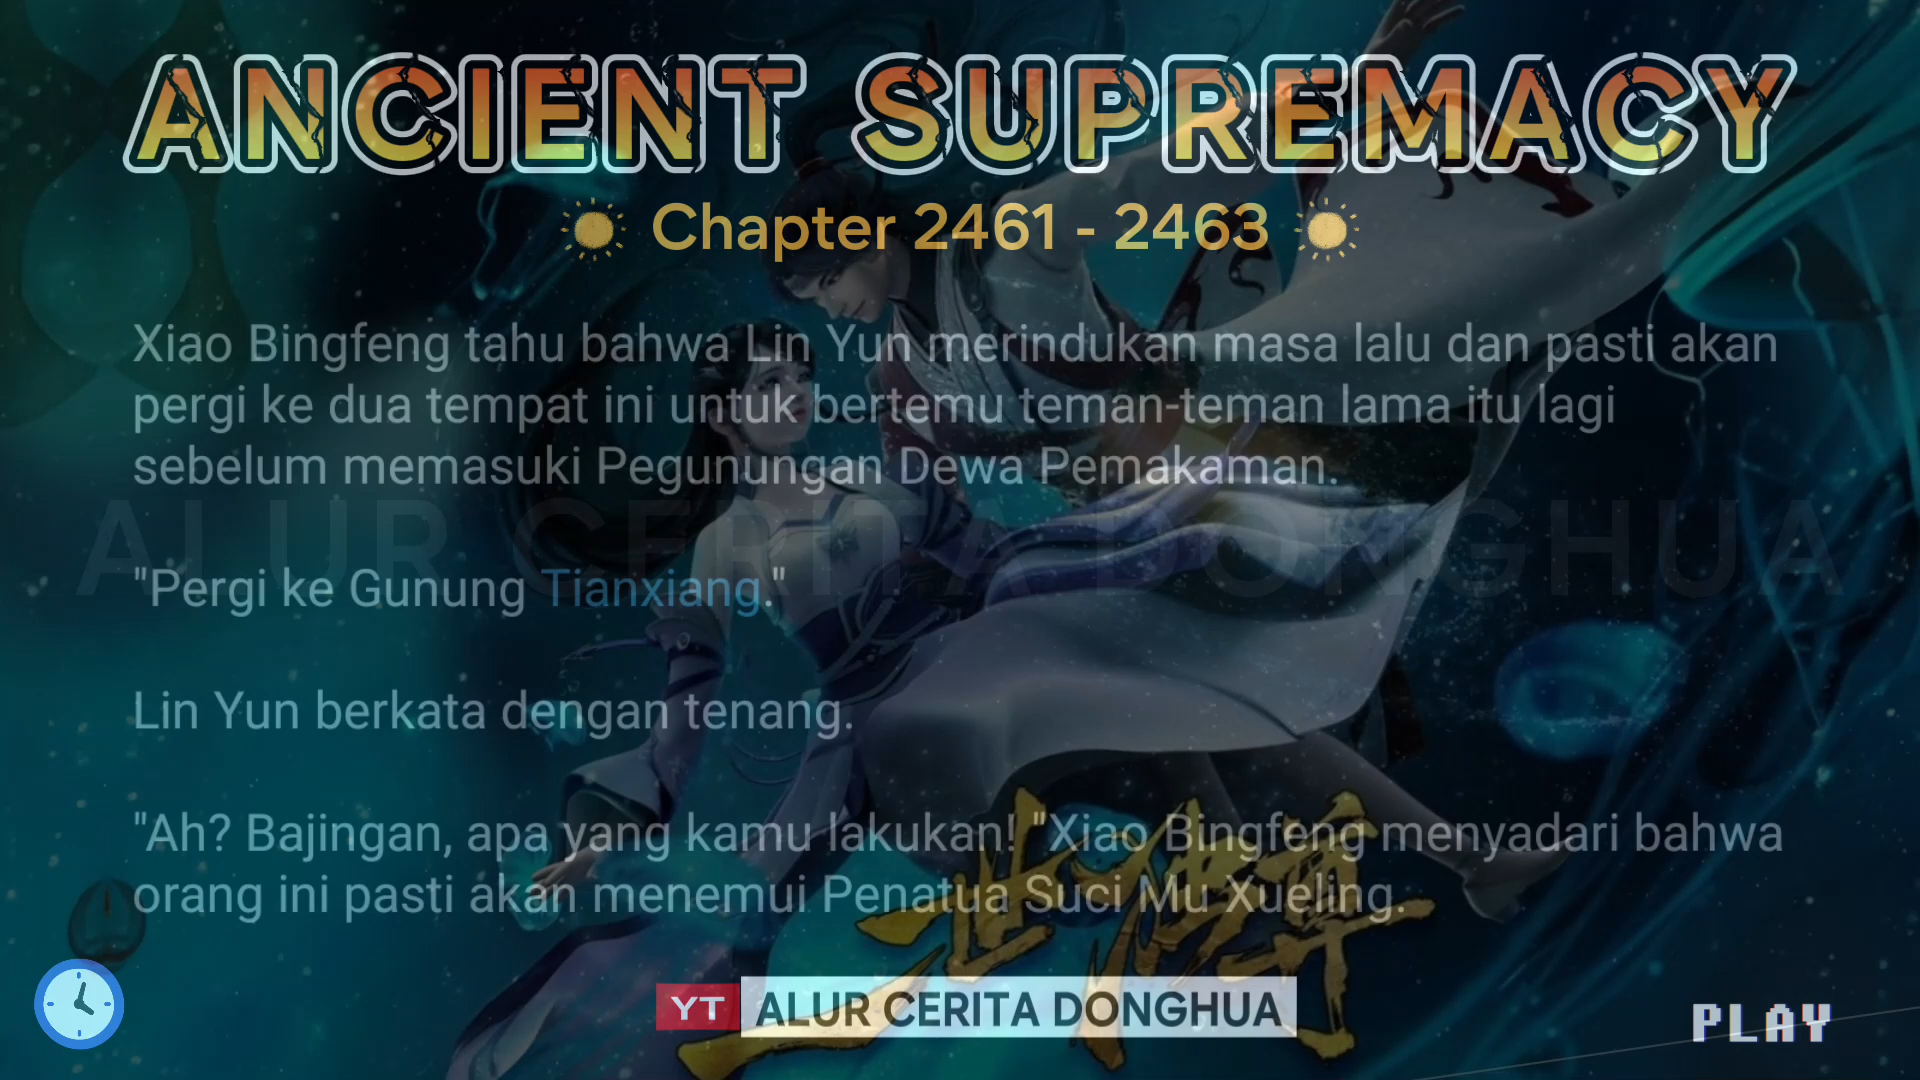 ANCIENT SUPREMACY
Chapter 2461 - 2463
Xiao Bingfeng tahu bahwa Lin Yun merindukan masa lalu dan pasti akan
pergi ke dua tempat ini untuk bertemu teman-teman lama itu lagi
sebelum memasuki Pegunungan Dewa Pemakaman.
ALUR CERITA DONGHUA
"Pergi ke Gunung Tianxiang."
Lin Yun berkata dengan tenang.
"Ah? Bajingan, apa yang kamu lakukan! "Xiao Bingfeng menyadari bahwa
orang ini pasti akan menemui Penatua Suci Mu Xueling.
YT ALUR CERITA DONGHUA
PLAY